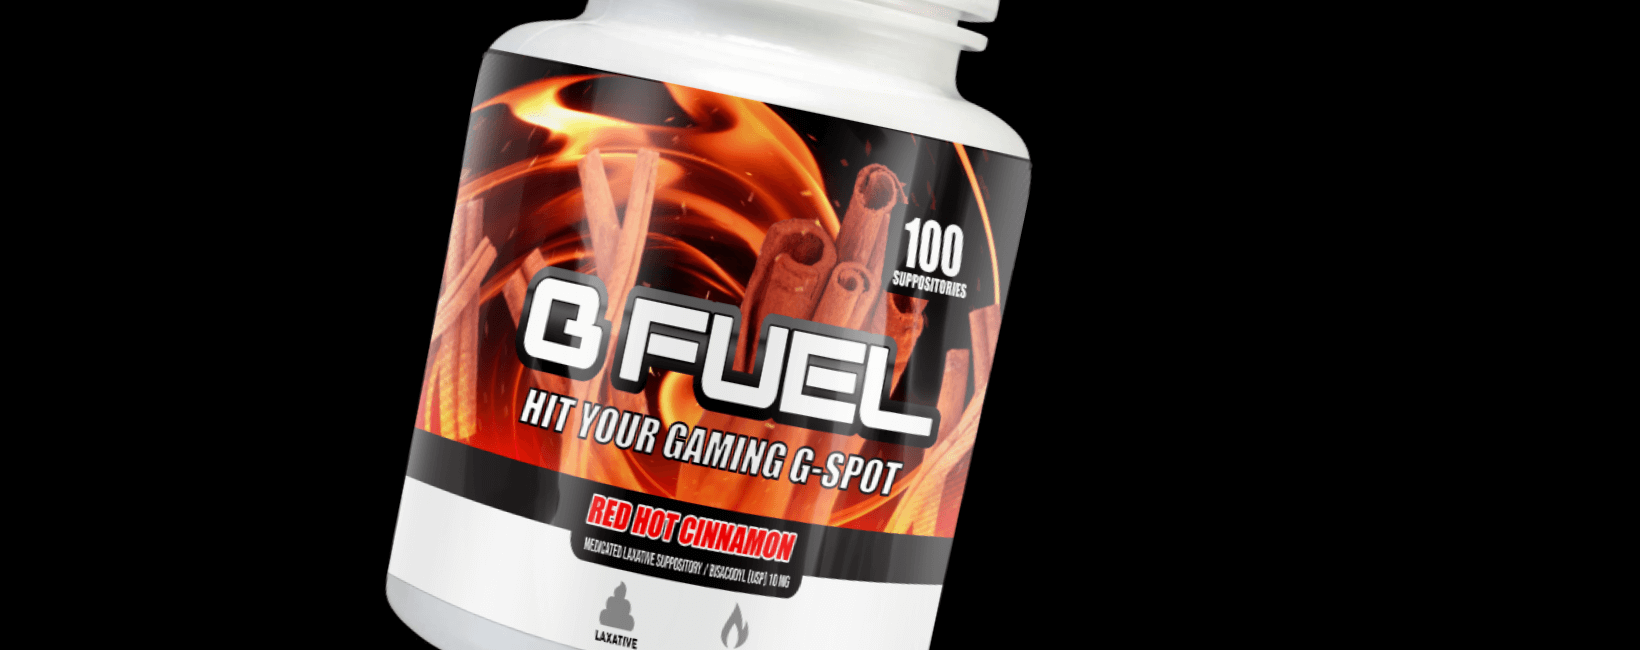 100
SUPPOSITORIES
B FUEL
HIT YOUR GAMING G-SPOT
RED HOT CINNAMON
MEDICATED LAXATIVE SUPPOSITORY / BISACODYL (USP) 10 MG
LAXATIVE